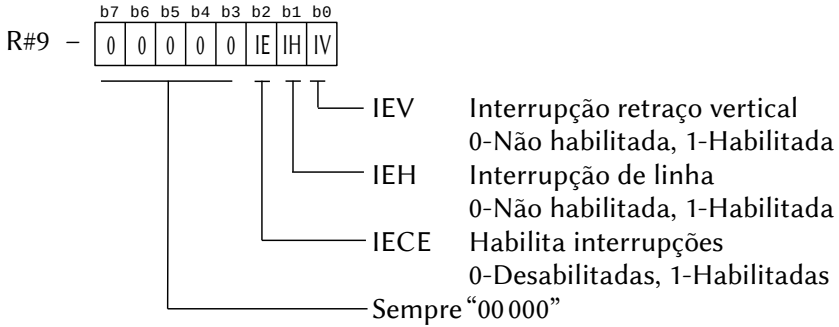 b7 b6 b5 b4 b3 b2 b1 b0
R#9 – 0 0 0 0 0 IE IH IV
IEV Interrupção retraço vertical
0-Não habilitada, 1-Habilitada
IEH Interrupção de linha
0-Não habilitada, 1-Habilitada
IECE Habilita interrupções
0-Desabilitadas, 1-Habilitadas
Sempre “00 000”